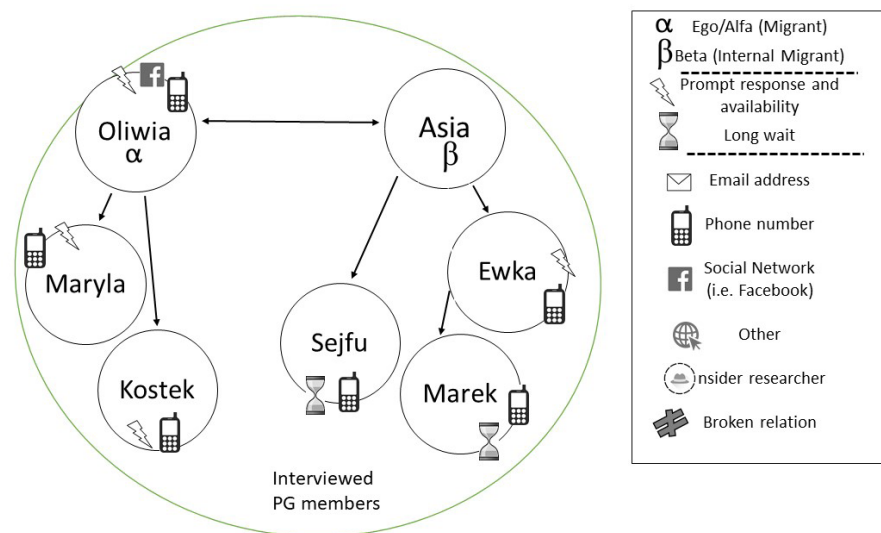 Oliwia
α
Asia
β
Maryla
Ewka
Kostek
Sejfu
Marek
Interviewed
PG members
α Ego/Alfa (Migrant)
β Beta (Internal Migrant)
Prompt response and
availability
Long wait
Email address
Phone number
Social Network
(i.e. Facebook)
Other
nsider researcher
Broken relation